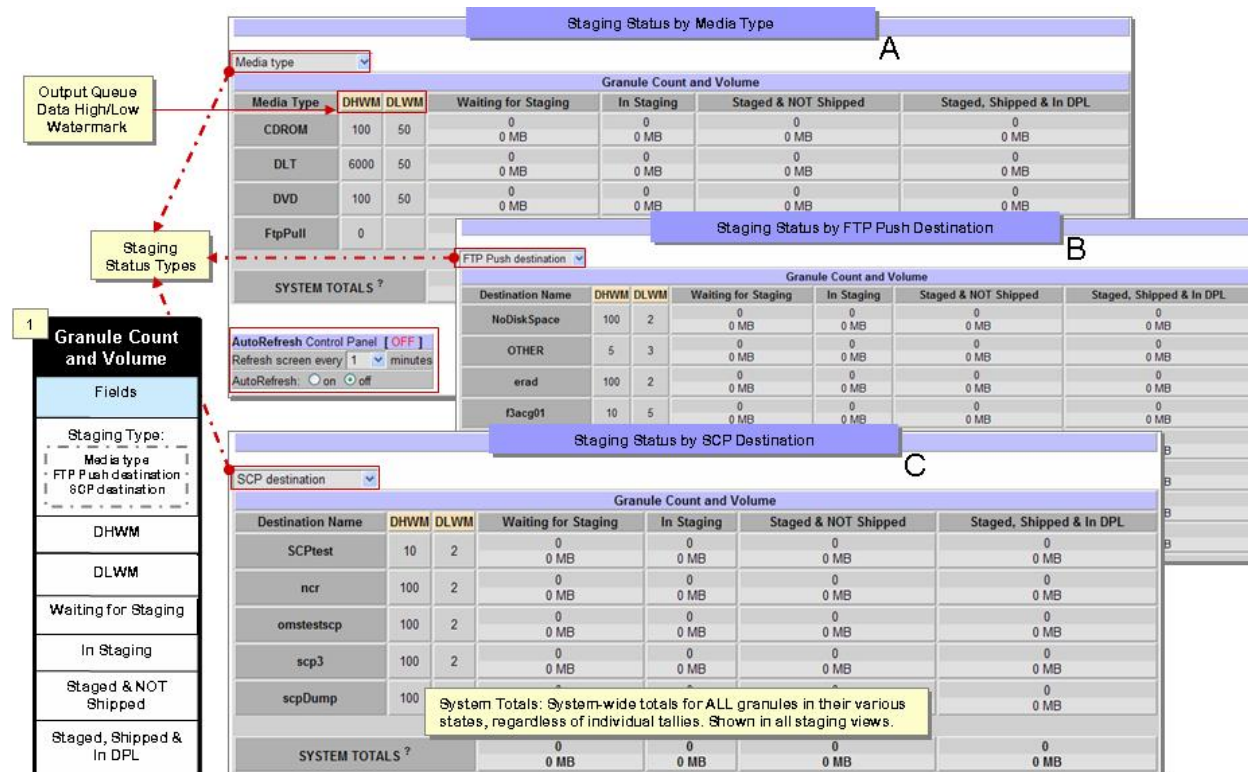 Staging Status by Media Type
A
Media type
Granule Count and Volume
Media Type DHWM DLWM Waiting for Staging In Staging Staged & NOT Shipped Staged, Shipped & In DPL
CDROM 100 50 0 0 0 0
0 MB 0 MB 0 MB 0 MB
DLT 6000 50 0 0 0 0
0 MB 0 MB 0 MB 0 MB
DVD 100 50 0 0 0 0
0 MB 0 MB 0 MB 0 MB
FtpPull 0
SYSTEM TOTALS ?
AutoRefresh Control Panel [ OFF ]
Refresh screen every 1 minutes
AutoRefresh: on off
Output Queue
Data High/Low
Watermark
Staging
Status Types
Staging Status by FTP Push Destination
B
FTP Push destination
Granule Count and Volume
Destination Name DHWM DLWM Waiting for Staging In Staging Staged & NOT Shipped Staged, Shipped & In DPL
NoDiskSpace 100 2 0 0 0 0
0 MB 0 MB 0 MB 0 MB
OTHER 5 3 0 0 0 0
0 MB 0 MB 0 MB 0 MB
erad 100 2 0 0 0 0
0 MB 0 MB 0 MB 0 MB
f3acg01 10 5 0 0 0 0
0 MB 0 MB 0 MB 0 MB
B
B
B
B
1
Granule Count
and Volume
Fields
Staging Type:
Media type
FTP Push destination
SCP destination
DHWM
DLWM
Waiting for Staging
In Staging
Staged & NOT
Shipped
Staged, Shipped &
In DPL
Staging Status by SCP Destination
C
SCP destination
Granule Count and Volume
Destination Name DHWM DLWM Waiting for Staging In Staging Staged & NOT Shipped Staged, Shipped & In DPL
SCPtest 10 2 0 0 0 0
0 MB 0 MB 0 MB 0 MB
ncr 100 2 0 0 0 0
0 MB 0 MB 0 MB 0 MB
omstestscp 100 2 0 0 0 0
0 MB 0 MB 0 MB 0 MB
scp3 100 2 0 0 0 0
0 MB 0 MB 0 MB 0 MB
scpDump 100 0
0 MB
System Totals: System-wide totals for ALL granules in their various
states, regardless of individual tallies. Shown in all staging views.
SYSTEM TOTALS ? 0 0 0 0
0 MB 0 MB 0 MB 0 MB